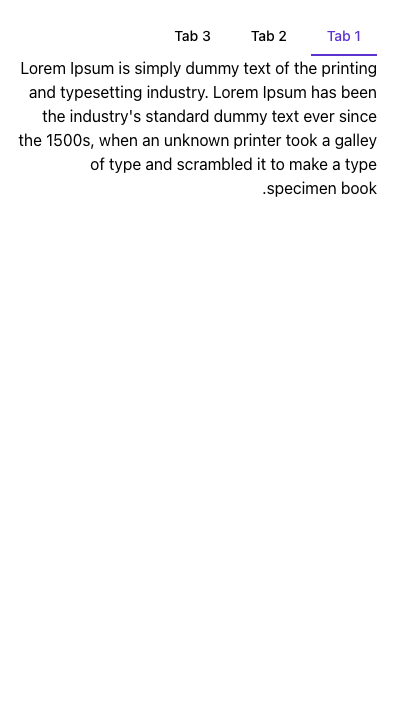 Tab 1
Tab 2
Tab 3
Lorem Ipsum is simply dummy text of the printing
and typesetting industry. Lorem Ipsum has been
the industry's standard dummy text ever since
the 1500s, when an unknown printer took a galley
of type and scrambled it to make a type
.specimen book